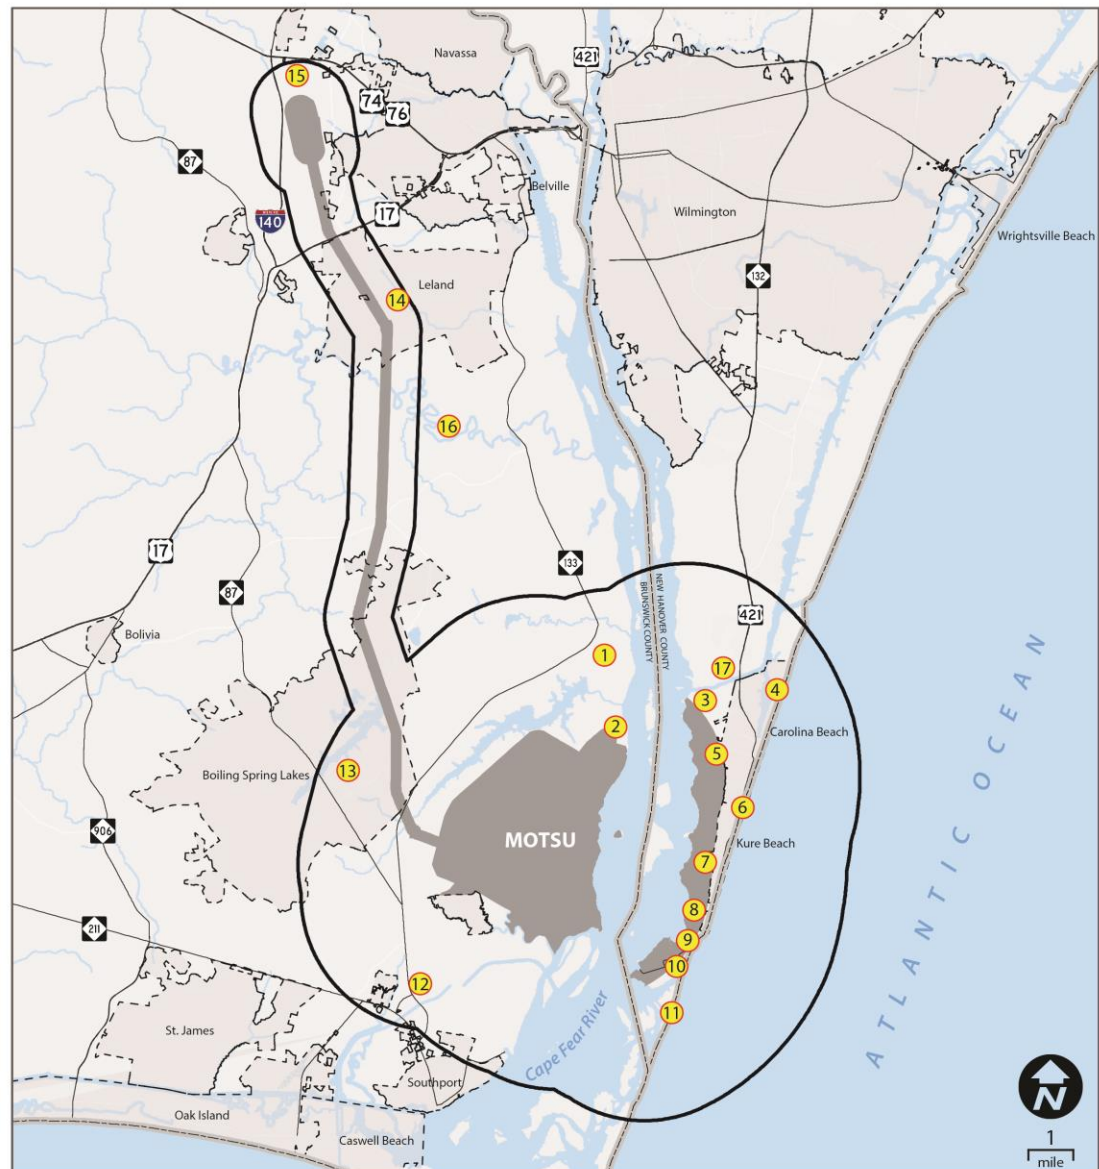 Navassa
421
15
74
76
87
Belville
INTERSTATE
140
17
Wilmington
Wrightsville Beach
132
14
Leland
16
17
133
87
NEW HANOVER COUNTY
BRUNSWICK COUNTY
421
Bolivia
1
17
3
4
2
Carolina Beach
5
13
Boiling Spring Lakes
6
906
MOTSU
Kure Beach
7
8
211
9
10
12
11
ATLANTIC OCEAN
Cape Fear River
St. James
Southport
Oak Island
Caswell Beach
N
1
mile